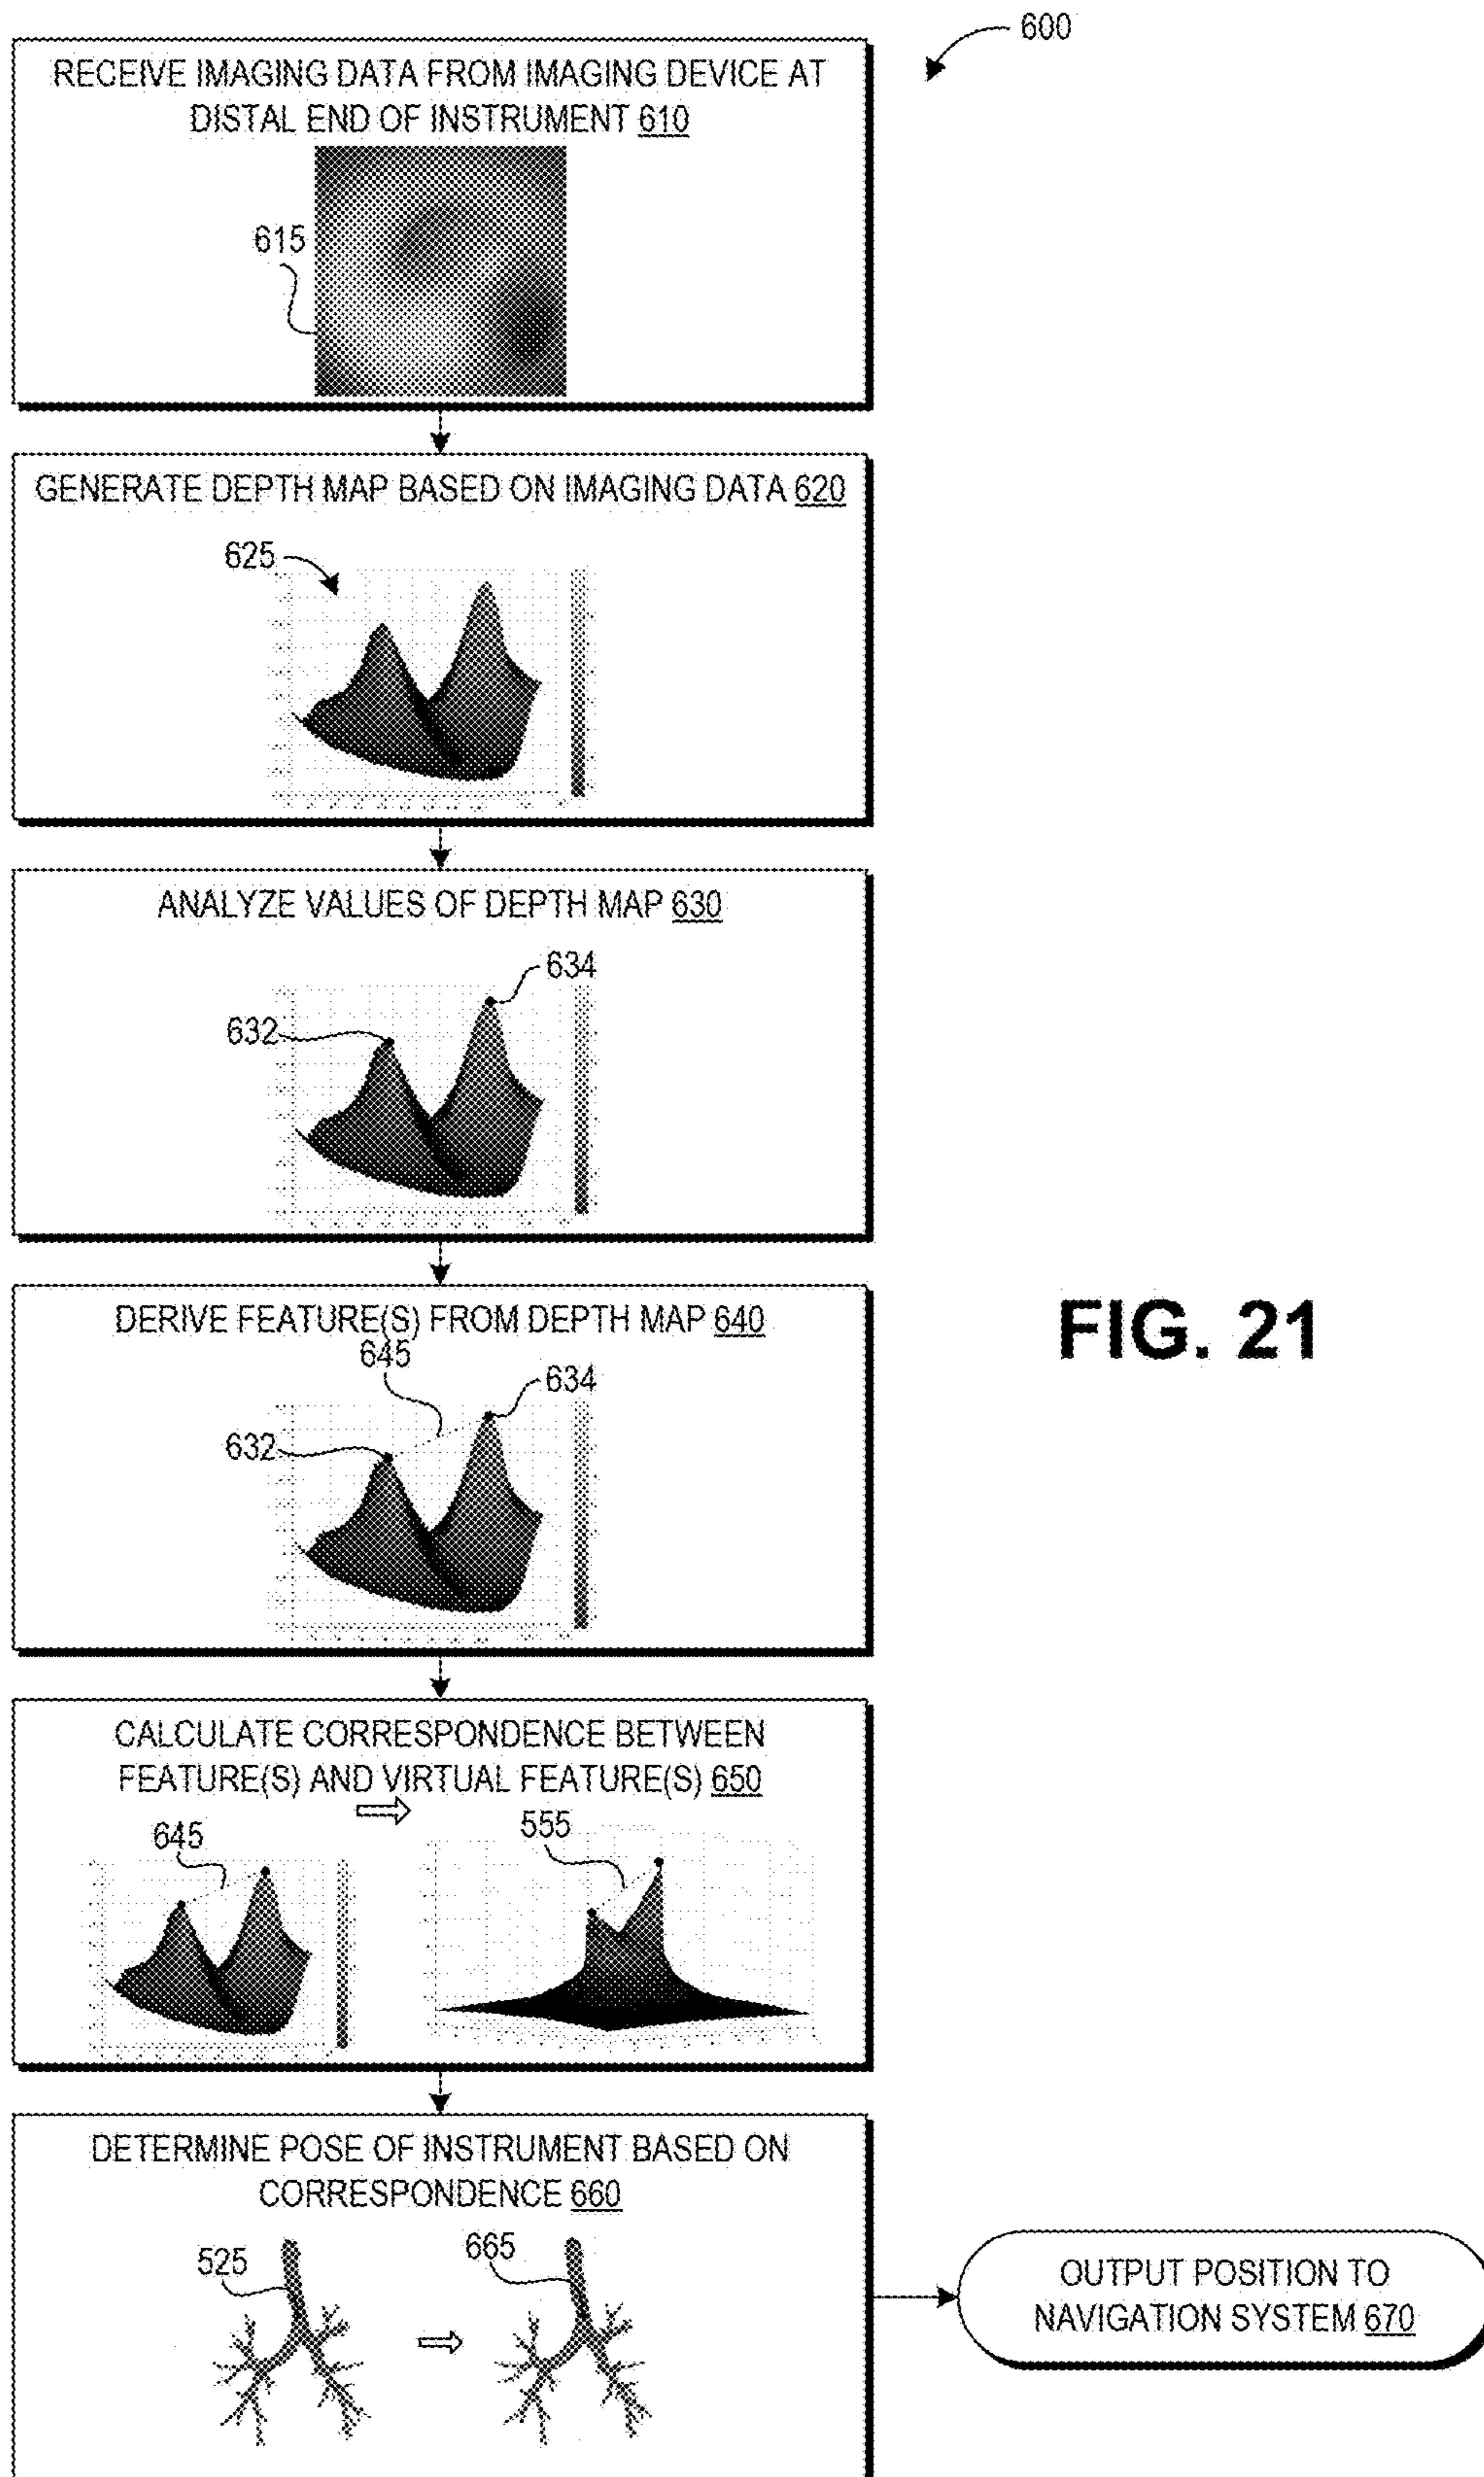 600
RECEIVE IMAGING DATA FROM IMAGING DEVICE AT
DISTAL END OF INSTRUMENT 610
615
GENERATE DEPTH MAP BASED ON IMAGING DATA 620
625
ANALYZE VALUES OF DEPTH MAP 630
634
632
DERIVE FEATURE(S) FROM DEPTH MAP 640
645
634
632
FIG. 21
CALCULATE CORRESPONDENCE BETWEEN
FEATURE(S) AND VIRTUAL FEATURE(S) 650
645
555
DETERMINE POSE OF INSTRUMENT BASED ON
CORRESPONDENCE 660
525
665
OUTPUT POSITION TO
NAVIGATION SYSTEM 670